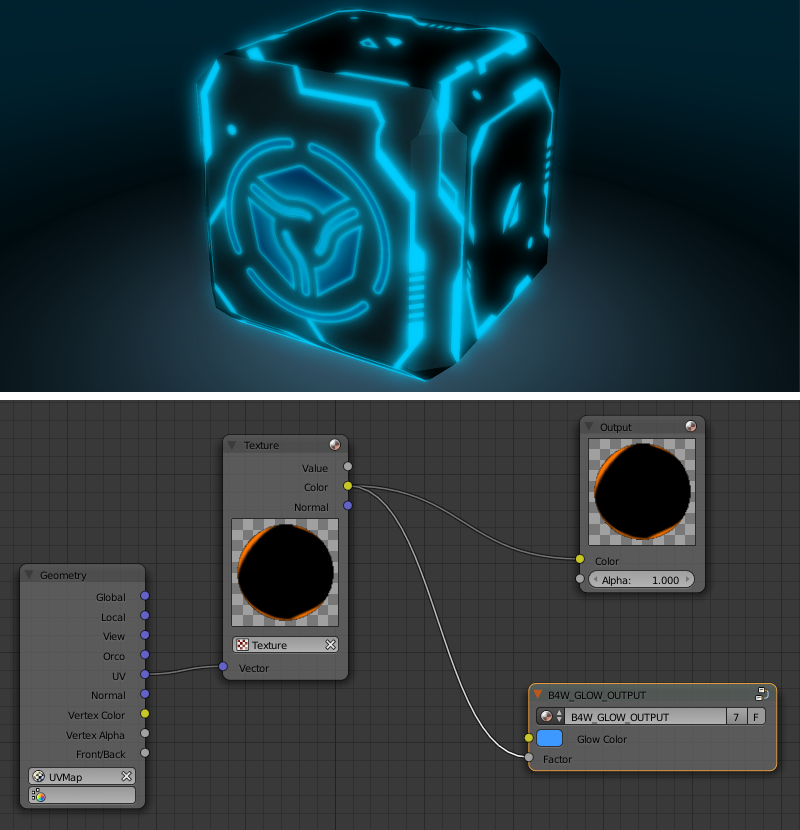 Output
Color
Alpha: 1.000
Texture
Value
Color
Normal
Texture
Vector
Geometry
Global
Local
View
Orco
UV
Normal
Vertex Color
Vertex Alpha
Front/Back
UVMap
B4W_GLOW_OUTPUT
B4W_GLOW_OUTPUT 7 F
Glow Color
Factor